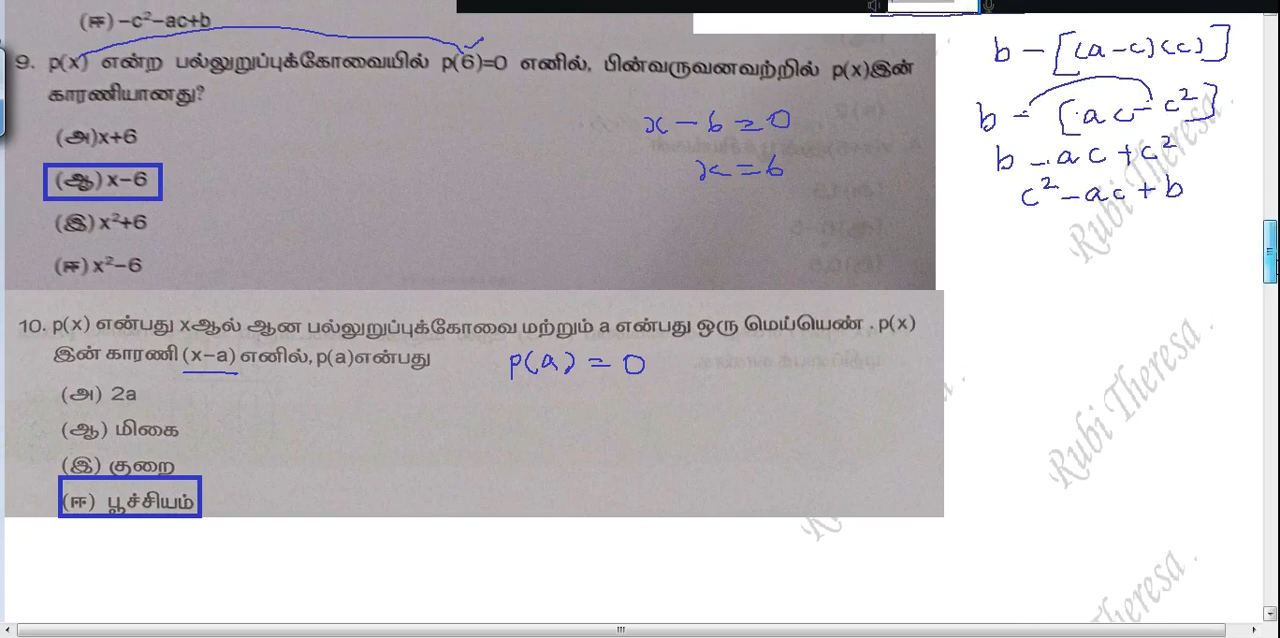 (ஈ) -c²-ac+b
9. p(x) என்ற பல்லுறுப்புக்கோவையில் p(6)=0 எனில், பின்வருவனவற்றில் p(x)இன்
காரணியானது?
(அ)x+6
(ஆ)x-6
(இ)x²+6
(ஈ)x²-6
x - 6 = 0
x = 6
b - [(a-c)(c)]
b - [ac - c²]
b - ac + c²
c² - ac + b
10. p(x) என்பது xஆல் ஆன பல்லுறுப்புக்கோவை மற்றும் a என்பது ஒரு மெய்யெண் . p(x)
இன் காரணி (x-a) எனில், p(a)என்பது
p(a) = 0
(அ) 2a
(ஆ) மிகை
(இ) குறை
(ஈ) பூச்சியம்
Rubi Theresa .
Rubi Theresa .
Theresa .